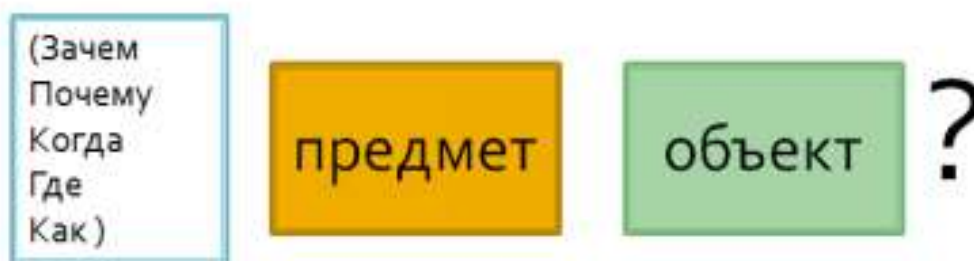 (Зачем
Почему
Когда
Где
Как )
предмет
объект
?